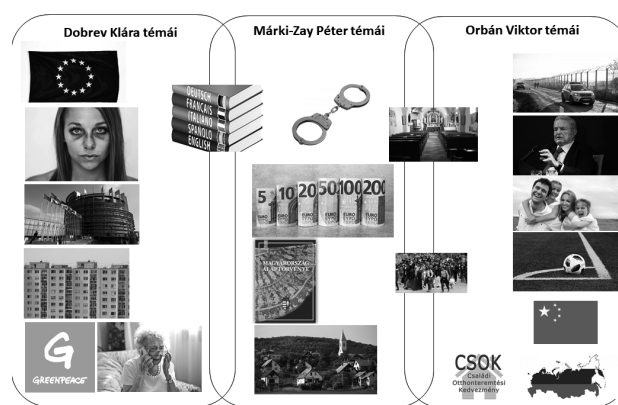 Dobrev Klára témái
Márki-Zay Péter témái
Orbán Viktor témái
DEUTSCH
FRANÇAIS
ITALIANO
SPANOLO
ENGLISH
5
10
20
50
100
200
EURO
MAGYARORSZÁG
ALAPTÖRVÉNYE
G
GREENPEACE
CSOK
Családi
Otthonteremtési
Kedvezmény